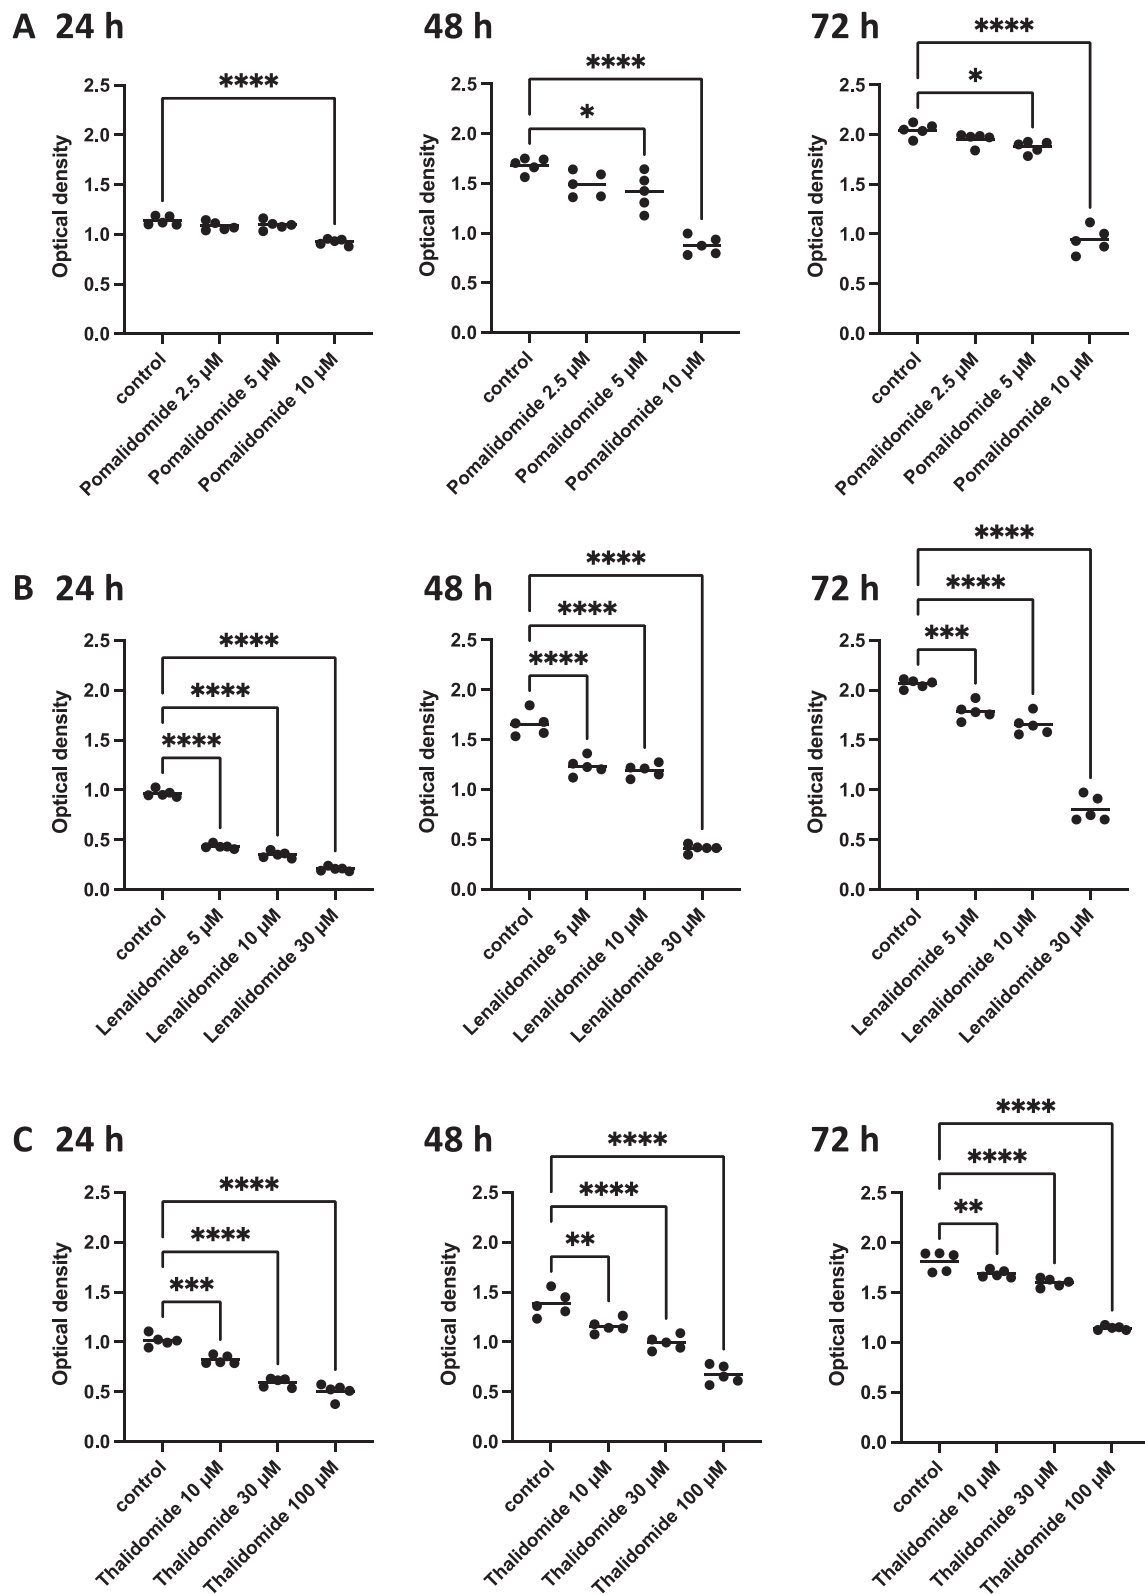 A 24 h
48 h
72 h
****
Optical density
2.5
2.0
1.5
1.0
0.5
0.0
control
Pomalidomide 2.5 µM
Pomalidomide 5 µM
Pomalidomide 10 µM
****
*
Optical density
2.5
2.0
1.5
1.0
0.5
0.0
control
Pomalidomide 2.5 µM
Pomalidomide 5 µM
Pomalidomide 10 µM
****
*
Optical density
2.5
2.0
1.5
1.0
0.5
0.0
control
Pomalidomide 2.5 µM
Pomalidomide 5 µM
Pomalidomide 10 µM
B 24 h
48 h
72 h
****
****
****
Optical density
2.5
2.0
1.5
1.0
0.5
0.0
control
Lenalidomide 5 µM
Lenalidomide 10 µM
Lenalidomide 30 µM
****
****
****
Optical density
2.5
2.0
1.5
1.0
0.5
0.0
control
Lenalidomide 5 µM
Lenalidomide 10 µM
Lenalidomide 30 µM
****
****
***
Optical density
2.5
2.0
1.5
1.0
0.5
0.0
control
Lenalidomide 5 µM
Lenalidomide 10 µM
Lenalidomide 30 µM
C 24 h
48 h
72 h
****
****
***
Optical density
2.5
2.0
1.5
1.0
0.5
0.0
control
Thalidomide 10 µM
Thalidomide 30 µM
Thalidomide 100 µM
****
****
**
Optical density
2.5
2.0
1.5
1.0
0.5
0.0
control
Thalidomide 10 µM
Thalidomide 30 µM
Thalidomide 100 µM
****
****
**
Optical density
2.5
2.0
1.5
1.0
0.5
0.0
control
Thalidomide 10 µM
Thalidomide 30 µM
Thalidomide 100 µM